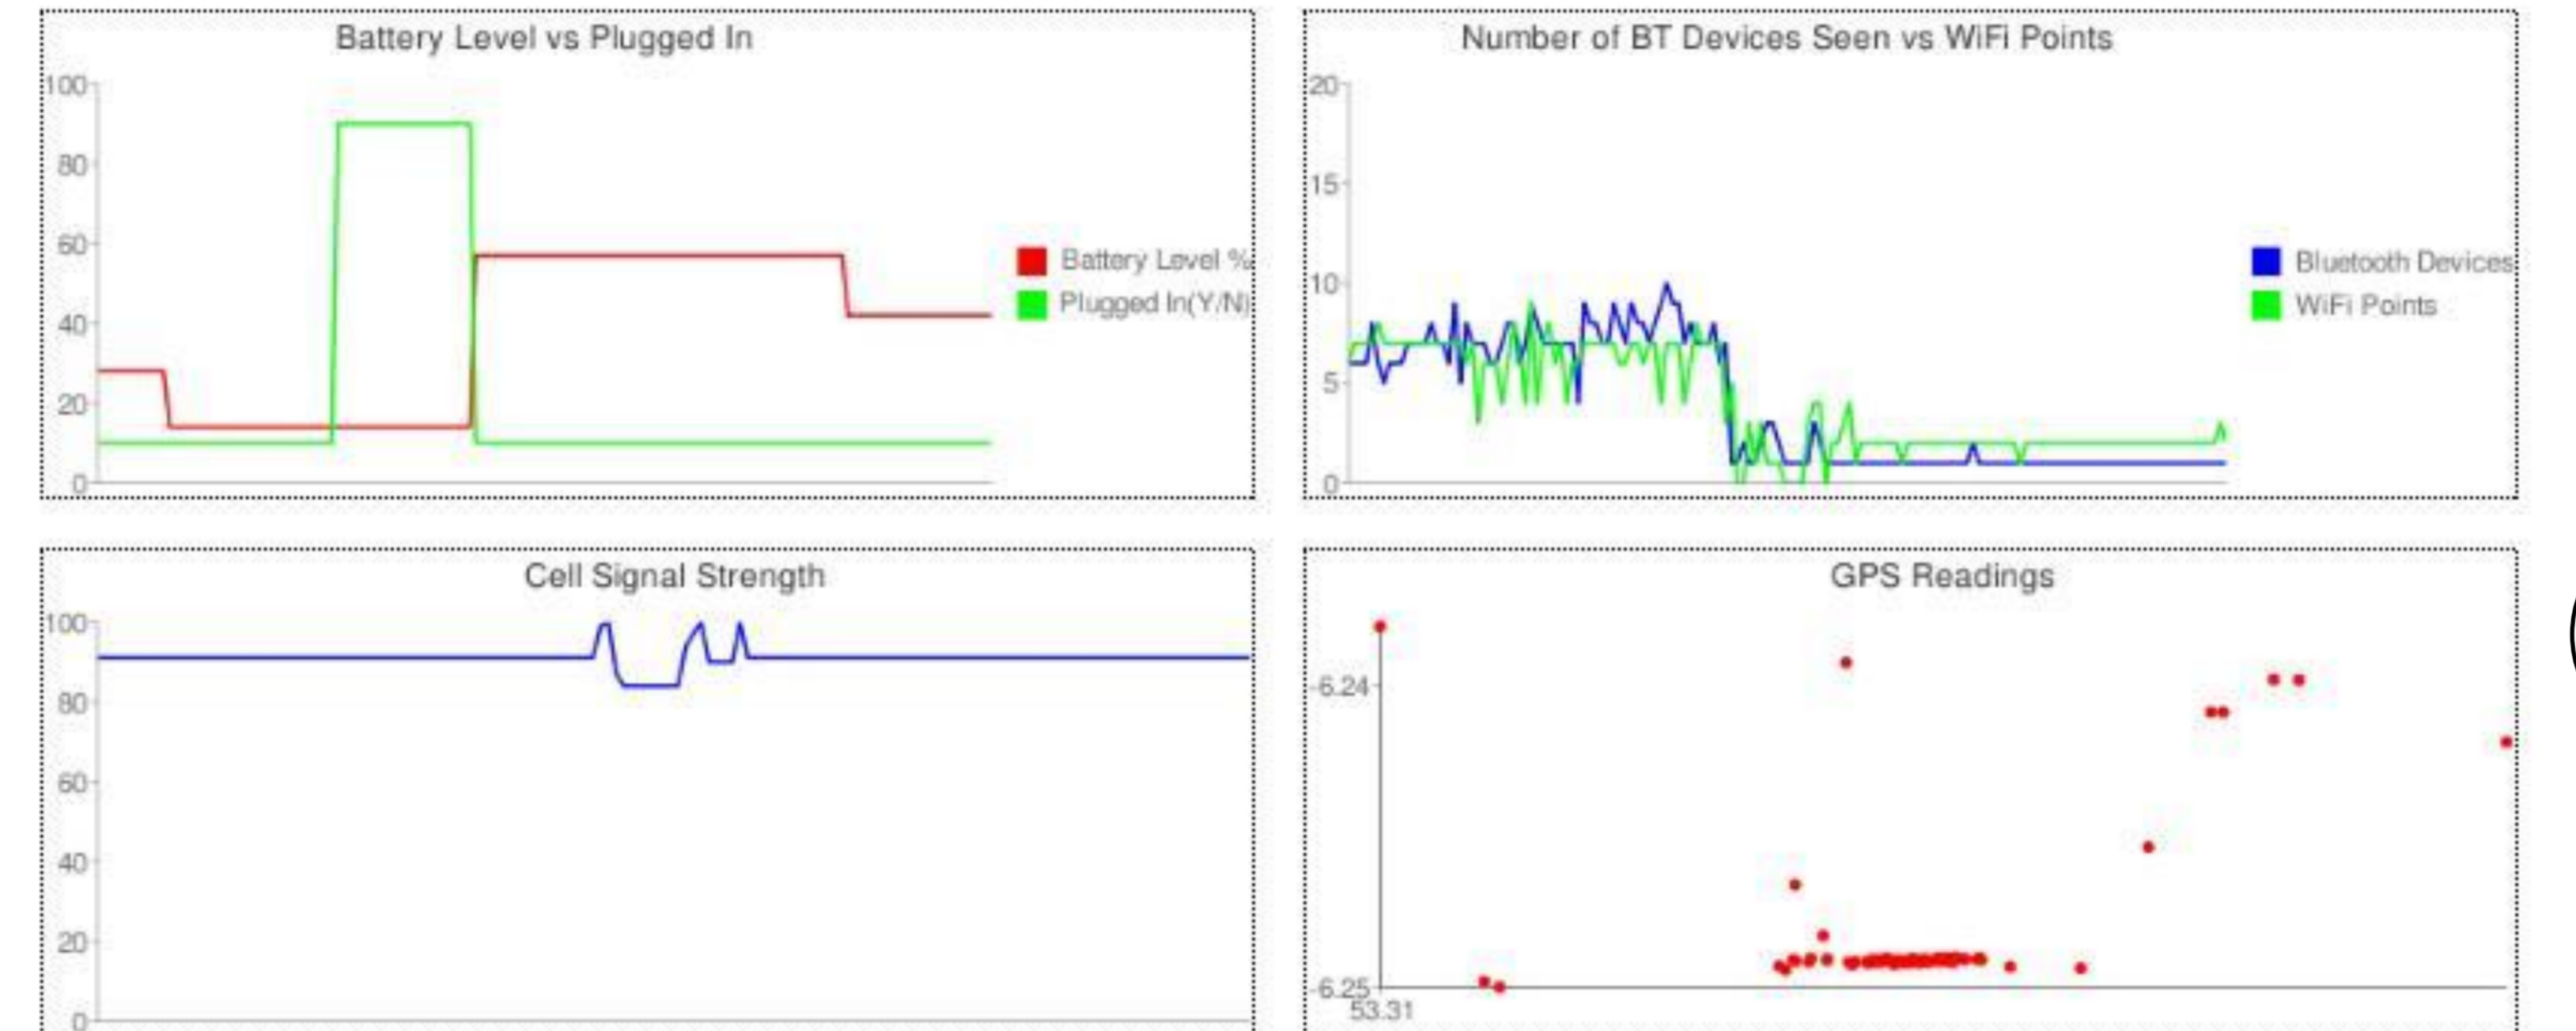 Battery Level vs Plugged In
100
80
60
40
20
0
Battery Level %
Plugged In(Y/N)
Number of BT Devices Seen vs WiFi Points
20
15
10
5
0
Bluetooth Devices
WiFi Points
Cell Signal Strength
100
80
60
40
20
0
GPS Readings
-6.24
-6.25
53.31